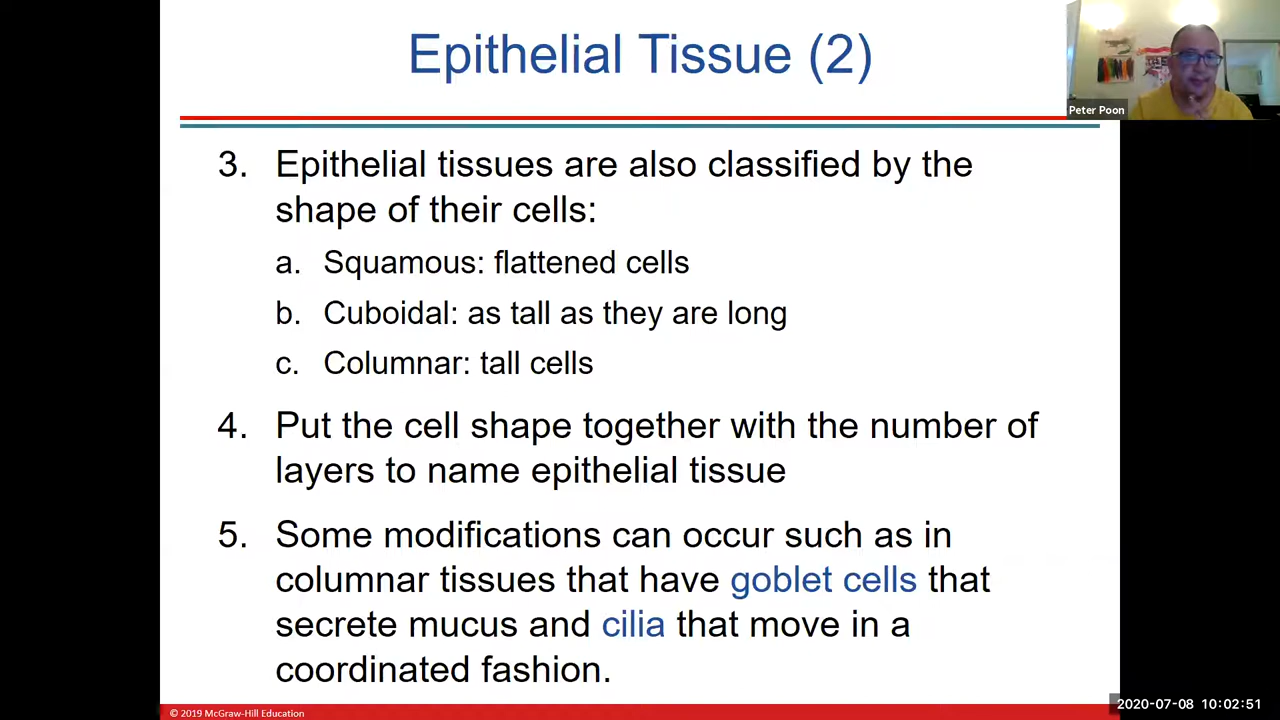 Epithelial Tissue (2)
Peter Poon
3. Epithelial tissues are also classified by the
shape of their cells:
a. Squamous: flattened cells
b. Cuboidal: as tall as they are long
c. Columnar: tall cells
4. Put the cell shape together with the number of
layers to name epithelial tissue
5. Some modifications can occur such as in
columnar tissues that have goblet cells that
secrete mucus and cilia that move in a
coordinated fashion.
© 2019 McGraw-Hill Education
2020-07-08 10:02:51